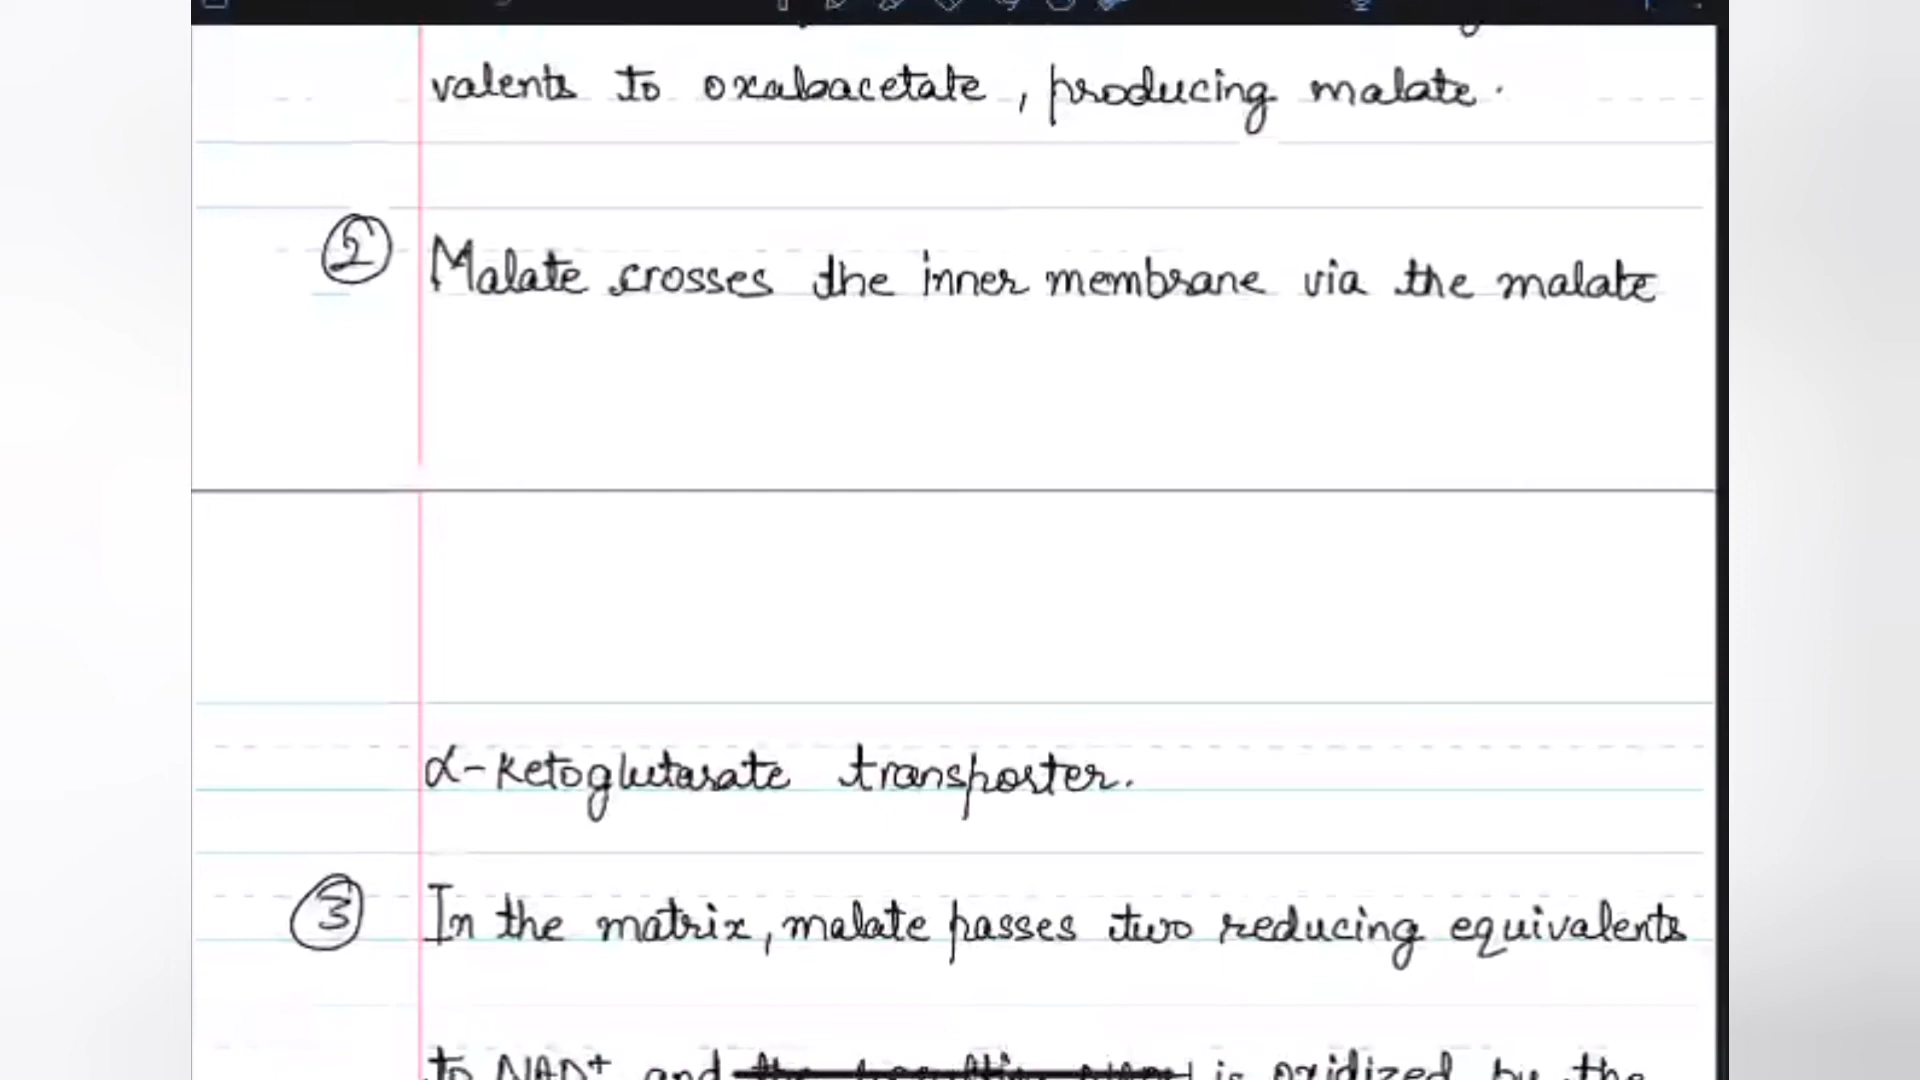 valents to oxaloacetate, producing malate.
② Malate crosses the inner membrane via the malate
α-ketoglutarate transporter.
③ In the matrix, malate passes two reducing equivalents
to NAD+ and is oxidized by the